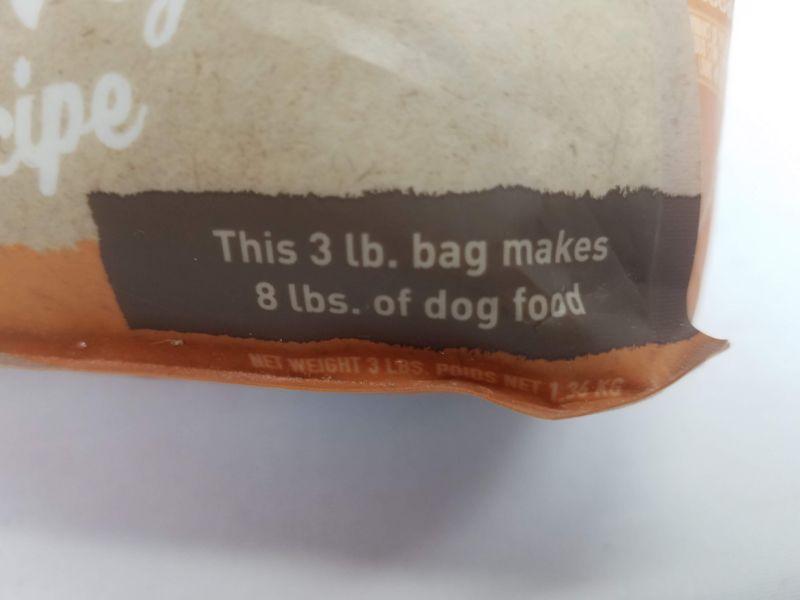 This 3 lb. bag makes
8 lbs. of dog food
NET WEIGHT 3 LBS. POIDS NET 1.36 KG